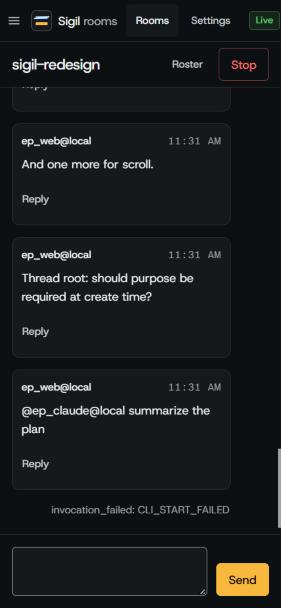 Sigil rooms Rooms Settings Live
sigil-redesign Roster Stop
Reply
ep_web@local 11:31 AM
And one more for scroll.
Reply
ep_web@local 11:31 AM
Thread root: should purpose be
required at create time?
Reply
ep_web@local 11:31 AM
@ep_claude@local summarize the
plan
Reply
invocation_failed: CLI_START_FAILED
Send